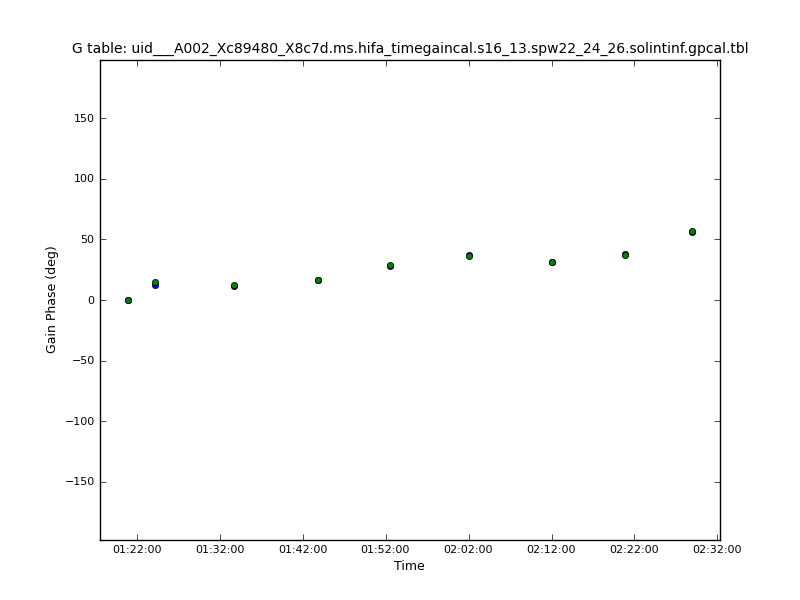 G table: uid___A002_Xc89480_X8c7d.ms.hifa_timegaincal.s16_13.spw22_24_26.solintinf.gpcal.tbl
150
100
50
0
−50
−100
−150
Gain Phase (deg)
01:22:00 01:32:00 01:42:00 01:52:00 02:02:00 02:12:00 02:22:00 02:32:00
Time